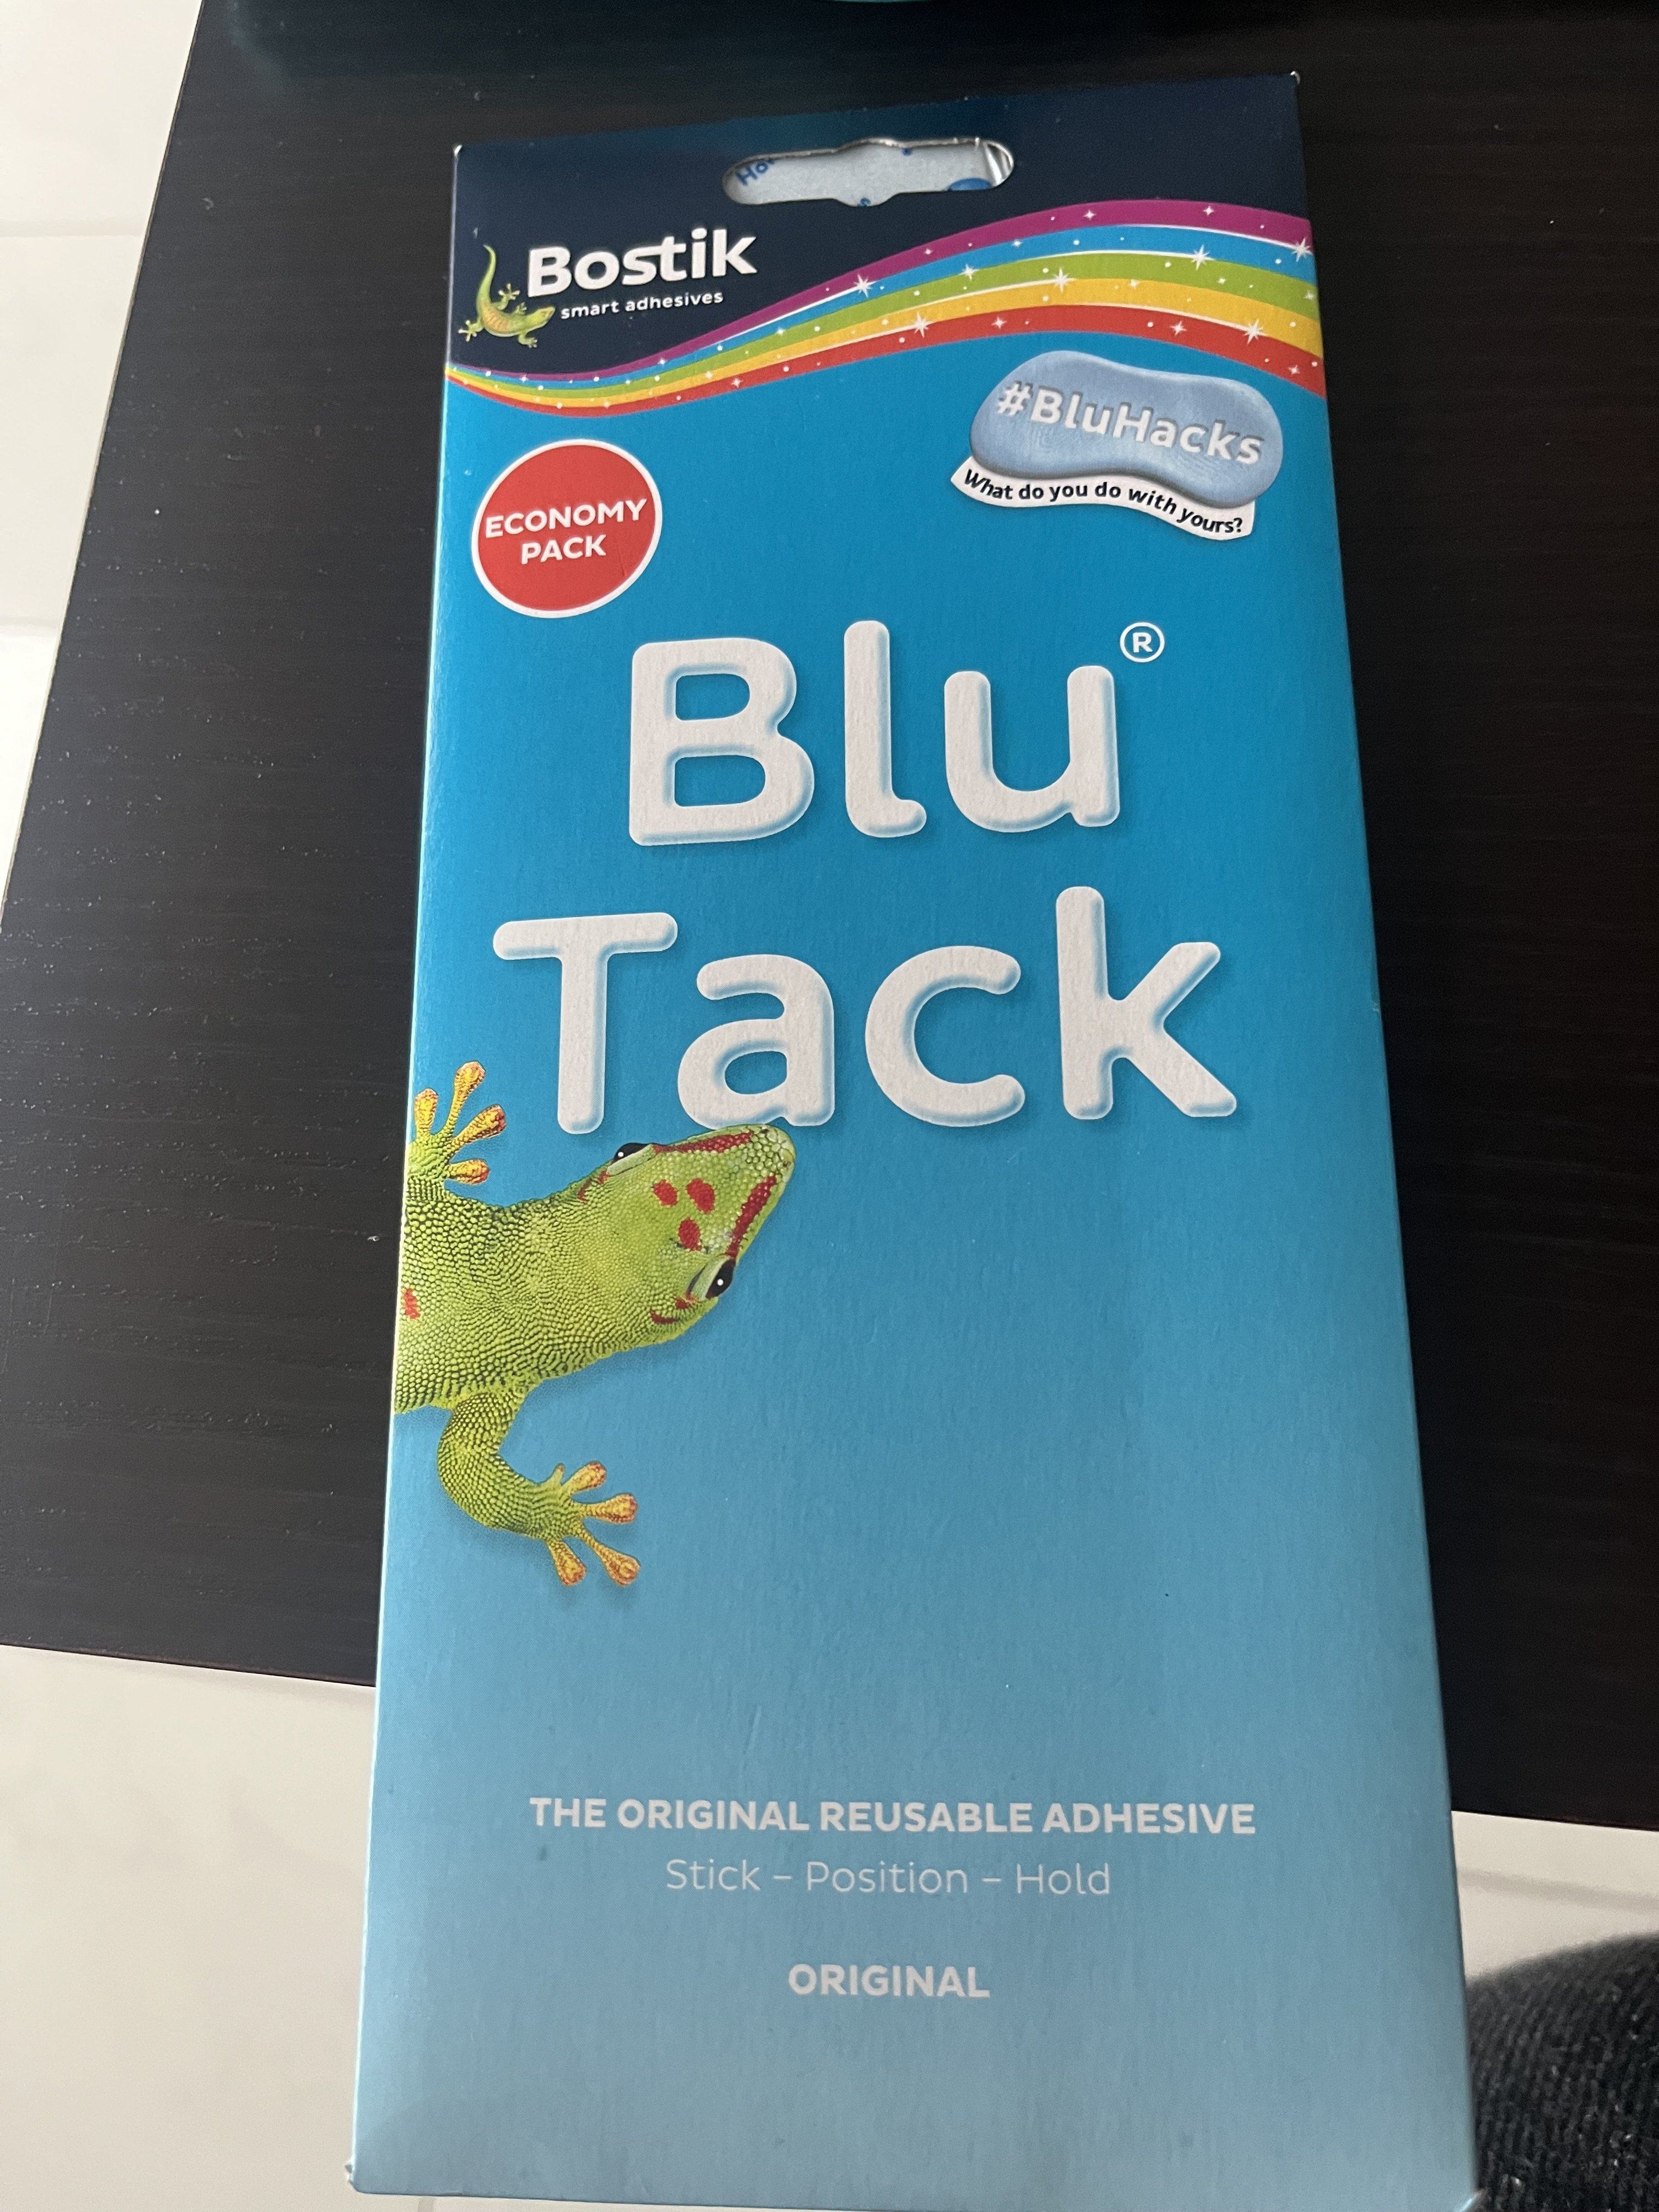 Ho
Bostik
smart adhesives
#BluHacks
What do you do with yours?
ECONOMY
PACK
Blu®
Tack
THE ORIGINAL REUSABLE ADHESIVE
Stick – Position – Hold
ORIGINAL